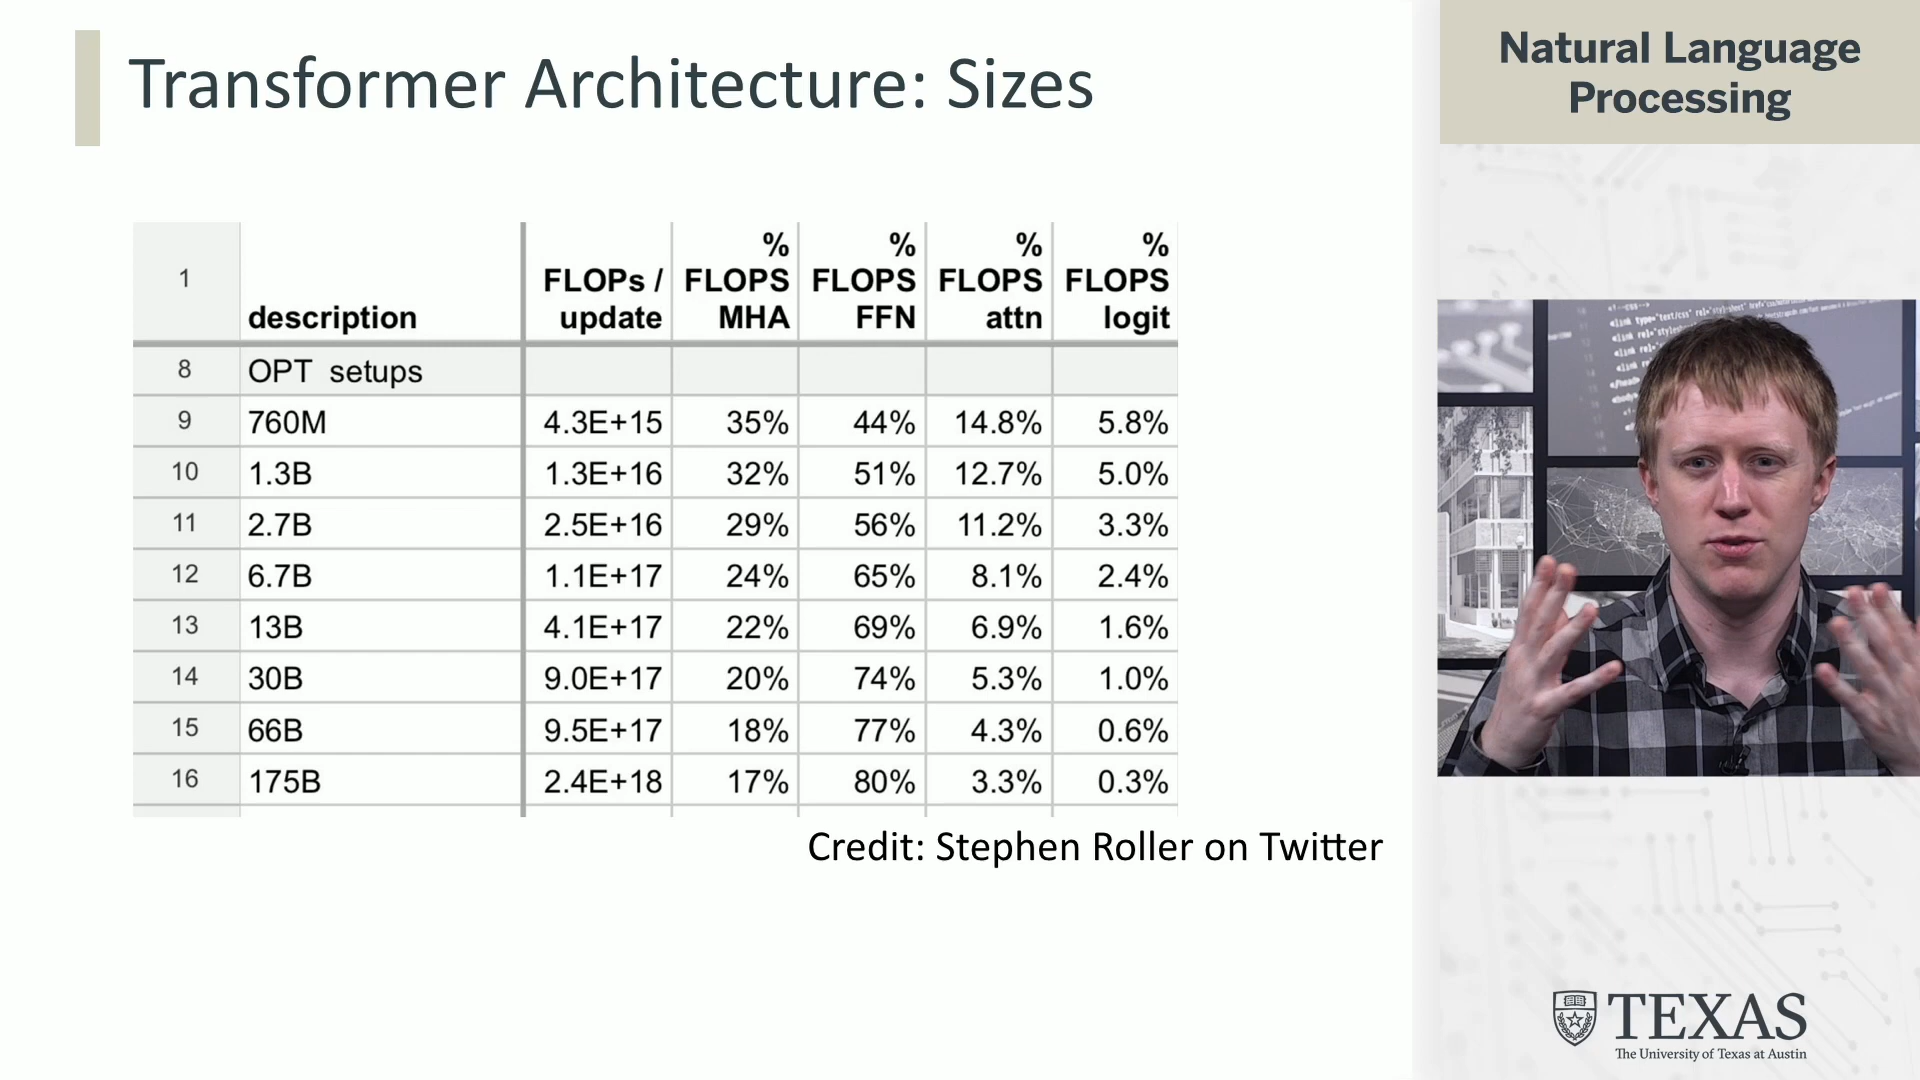 Transformer Architecture: Sizes
1 description FLOPs / update % FLOPS MHA % FLOPS FFN % FLOPS attn % FLOPS logit
8 OPT setups
9 760M 4.3E+15 35% 44% 14.8% 5.8%
10 1.3B 1.3E+16 32% 51% 12.7% 5.0%
11 2.7B 2.5E+16 29% 56% 11.2% 3.3%
12 6.7B 1.1E+17 24% 65% 8.1% 2.4%
13 13B 4.1E+17 22% 69% 6.9% 1.6%
14 30B 9.0E+17 20% 74% 5.3% 1.0%
15 66B 9.5E+17 18% 77% 4.3% 0.6%
16 175B 2.4E+18 17% 80% 3.3% 0.3%
Credit: Stephen Roller on Twitter
Natural Language
Processing
TEXAS
The University of Texas at Austin